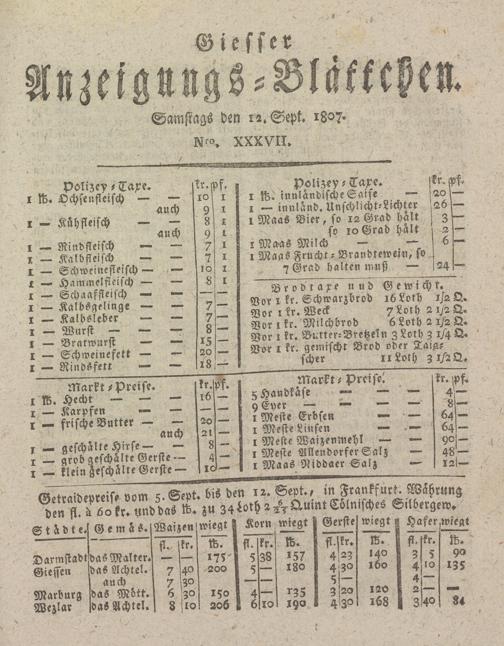 Giesser
Anzeigungs-Blättchen.
Samstags den 12. Sept. 1807.
Nro. XXXVII.
Polizey-Taxe. kr. pf.
1 ℔. Ochsenfleisch — — 10 1
auch 9 1
1 — Kühfleisch — — 8 1
auch 9 1
1 — Rindfleisch — — 7 1
1 — Kalbfleisch — — 7 1
1 — Schweinefleisch — — 10 1
1 — Hammelfleisch — — 8 1
1 — Schaaffleisch — — — —
1 — Kalbsgelinge — — 7 —
1 — Kalbsleber — — 7 —
1 — Wurst — — 8 —
1 — Bratwurst — — 15 —
1 — Schweinefett — — 20 —
1 — Rindsfett — — 18 —
Polizey-Taxe. kr. pf.
1 ℔. innländische Saife — 20 —
1 — innländ. Unschlicht-Lichter 26 —
1 Maas Bier, so 12 Grad hält 3 —
so 10 Grad hält 2 —
1 Maas Milch — — 6 —
1 Maas Frucht-Brandtewein, so
7 Grad halten muß — 24 —
Brodtaxe und Gewicht.
Vor 1 kr. Schwarzbrod 16 Loth 1/2 Q.
Vor 1 kr. Weck 7 Loth 2 1/2 Q.
Vor 1 kr. Milchbrod 6 Loth 2 1/2 Q.
Vor 1 kr. Butter-Bretzeln 3 Loth 3 1/4 Q.
Vor 1 kr. gemischt Brod oder Taig-
scher 11 Loth 3 1/4 Q.
Markt-Preise. kr. pf.
1 ℔. Hecht — — 16 —
1 — Karpfen — — — —
1 — frische Butter — — 20 —
auch 21 —
1 — geschälte Hirse — — 8 —
1 — grob geschälte Gerste — 4 —
1 — klein geschälte Gerste — 10 —
Markt-Preise. kr. pf.
5 Handkäse — — 4 —
9 Eyer — — 8 —
1 Meste Erbsen — — 64 —
1 Meste Linsen — — 64 —
1 Meste Waizenmehl — — 90 —
1 Meste Allendorfer Salz — 48 —
1 Maas Niddaer Salz — 12 —
Getraidepreise vom 5. Sept. bis den 12. Sept., in Frankfurt. Währung
den fl. à 60 kr. und das ℔. zu 34 Loth 2 Quint Cölnisches Silbergew.
Städte. Gemäs. Waizen wiegt Korn wiegt Gerste wiegt Hafer wiegt
fl. kr. ℔. fl. kr. ℔. fl. kr. ℔. fl. kr. ℔.
Darmstadt das Malter. — — 175 5 38 157 4 23 140 3 5 90
Giessen das Achtel. 7 40 200 5 — 180 4 30 160 4 10 135
auch 7 30 5 — 4 —
Marburg das Mött. 6 30 150 4 — 135 3 20 120 2 — —
Wezlar das Achtel. 8 10 206 6 10 190 4 30 168 3 40 84